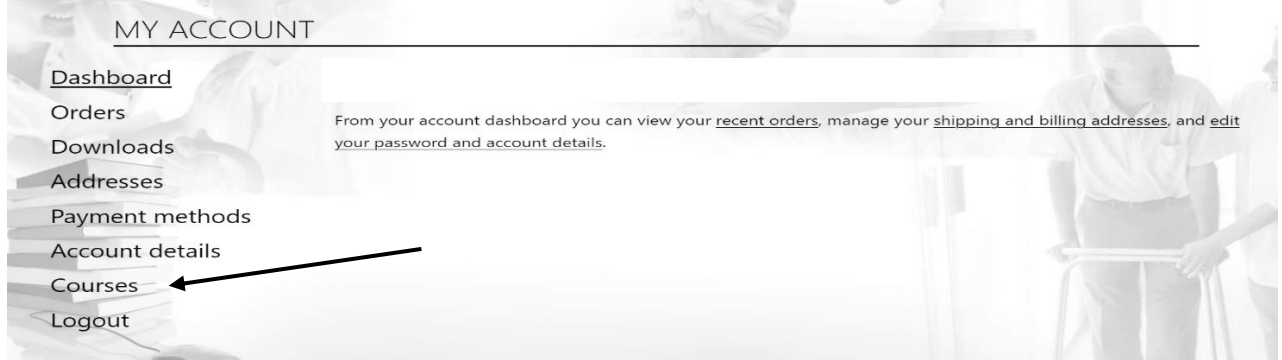 MY ACCOUNT
Dashboard
Orders
Downloads
Addresses
Payment methods
Account details
Courses
Logout
From your account dashboard you can view your recent orders, manage your shipping and billing addresses, and edit
your password and account details.